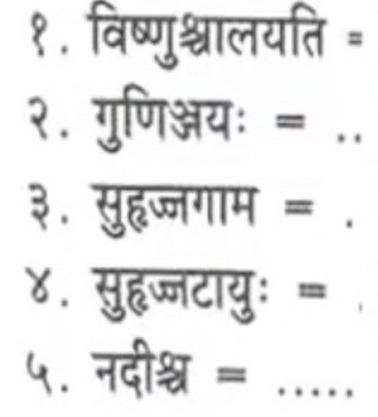 १. विष्णुश्चालयति =
२. गुणिञ्जयः = ..
३. सुहृज्जगाम = .
४. सुहृज्जटायुः = .
५. नदीश्च = .....